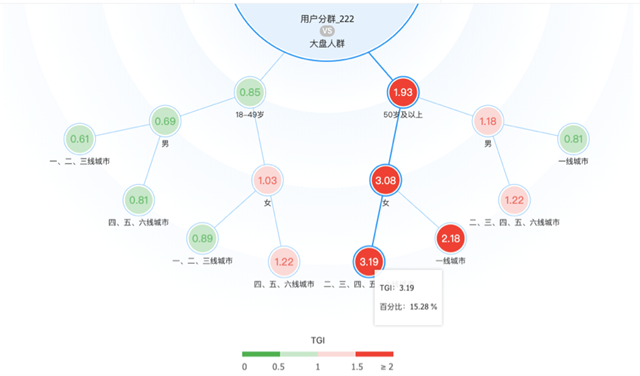 用户分群_222
VS
大盘人群
0.85
18-49岁
1.93
50岁及以上
0.69
男
1.18
男
0.61
一、二、三线城市
0.81
一线城市
0.81
四、五、六线城市
1.03
女
3.08
女
1.22
二、三、四、五、六线城市
0.89
一、二、三线城市
2.18
一线城市
1.22
四、五、六线城市
3.19
二、三、四、五
TGI: 3.19
百分比: 15.28 %
TGI
0
0.5
1
1.5
≥ 2